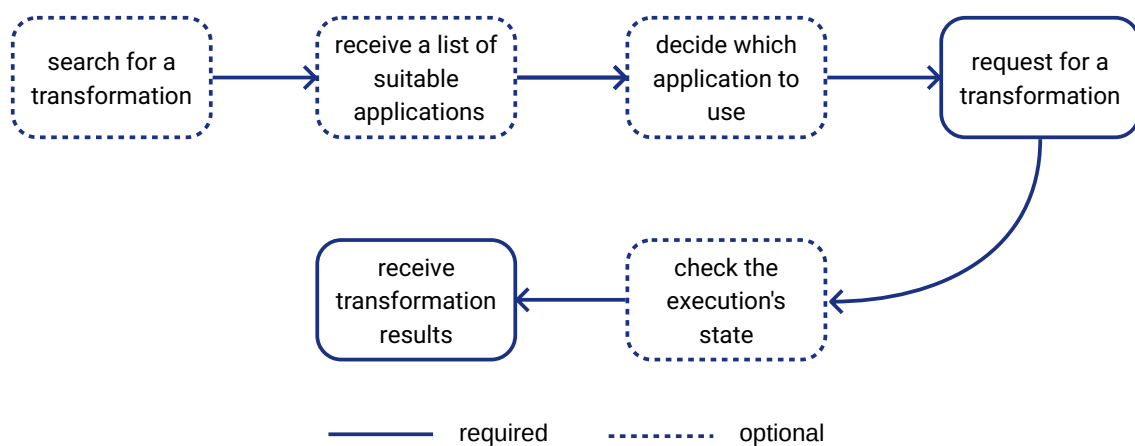 search for a
transformation
receive a list of
suitable
applications
decide which
application to
use
request for a
transformation
receive
transformation
results
check the
execution's
state
required
optional